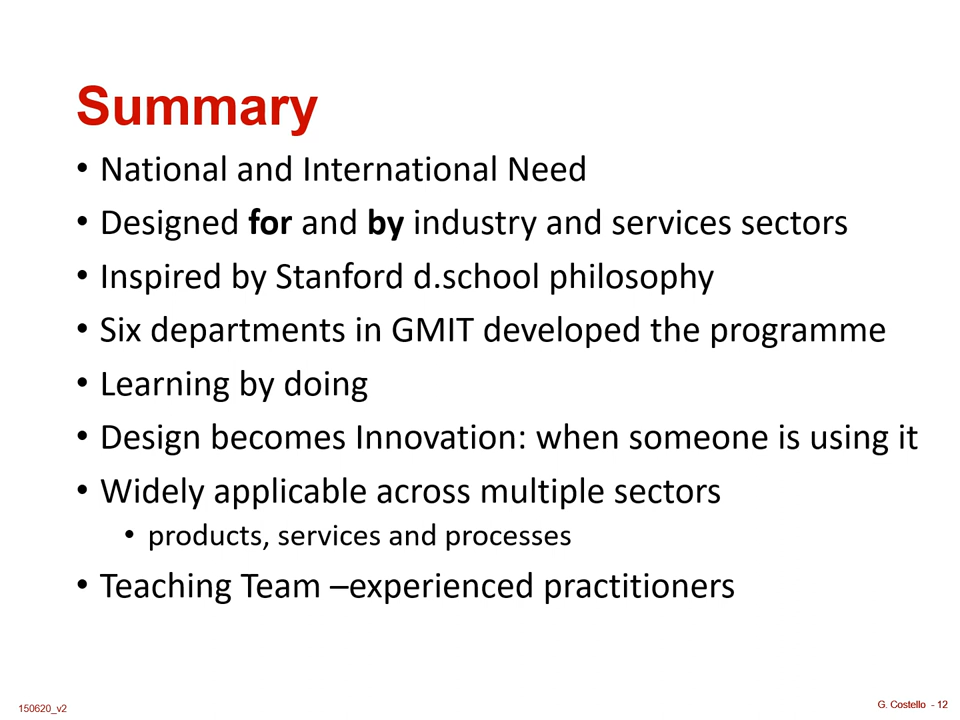 Summary
• National and International Need
• Designed for and by industry and services sectors
• Inspired by Stanford d.school philosophy
• Six departments in GMIT developed the programme
• Learning by doing
• Design becomes Innovation: when someone is using it
• Widely applicable across multiple sectors
• products, services and processes
• Teaching Team –experienced practitioners
150620_v2
G. Costello - 12